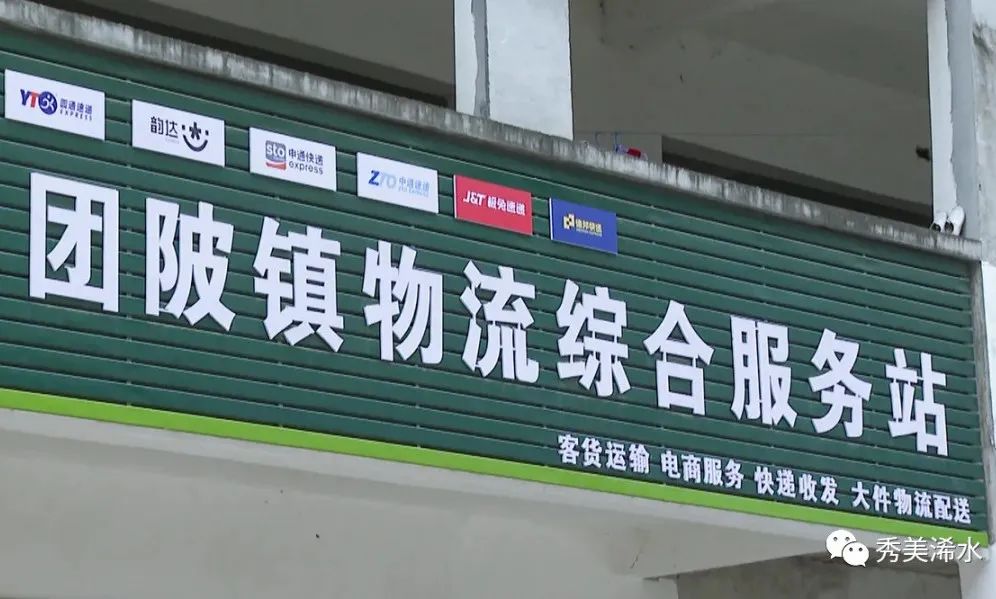 YTO 圆通速递
EXPRESS
韵达
sto 申通快递
express
ZTO 中通速递
J&T 极兔速递
德邦快递
团陂镇物流综合服务站
客货运输 电商服务 快递收发 大件物流配送
秀美浠水